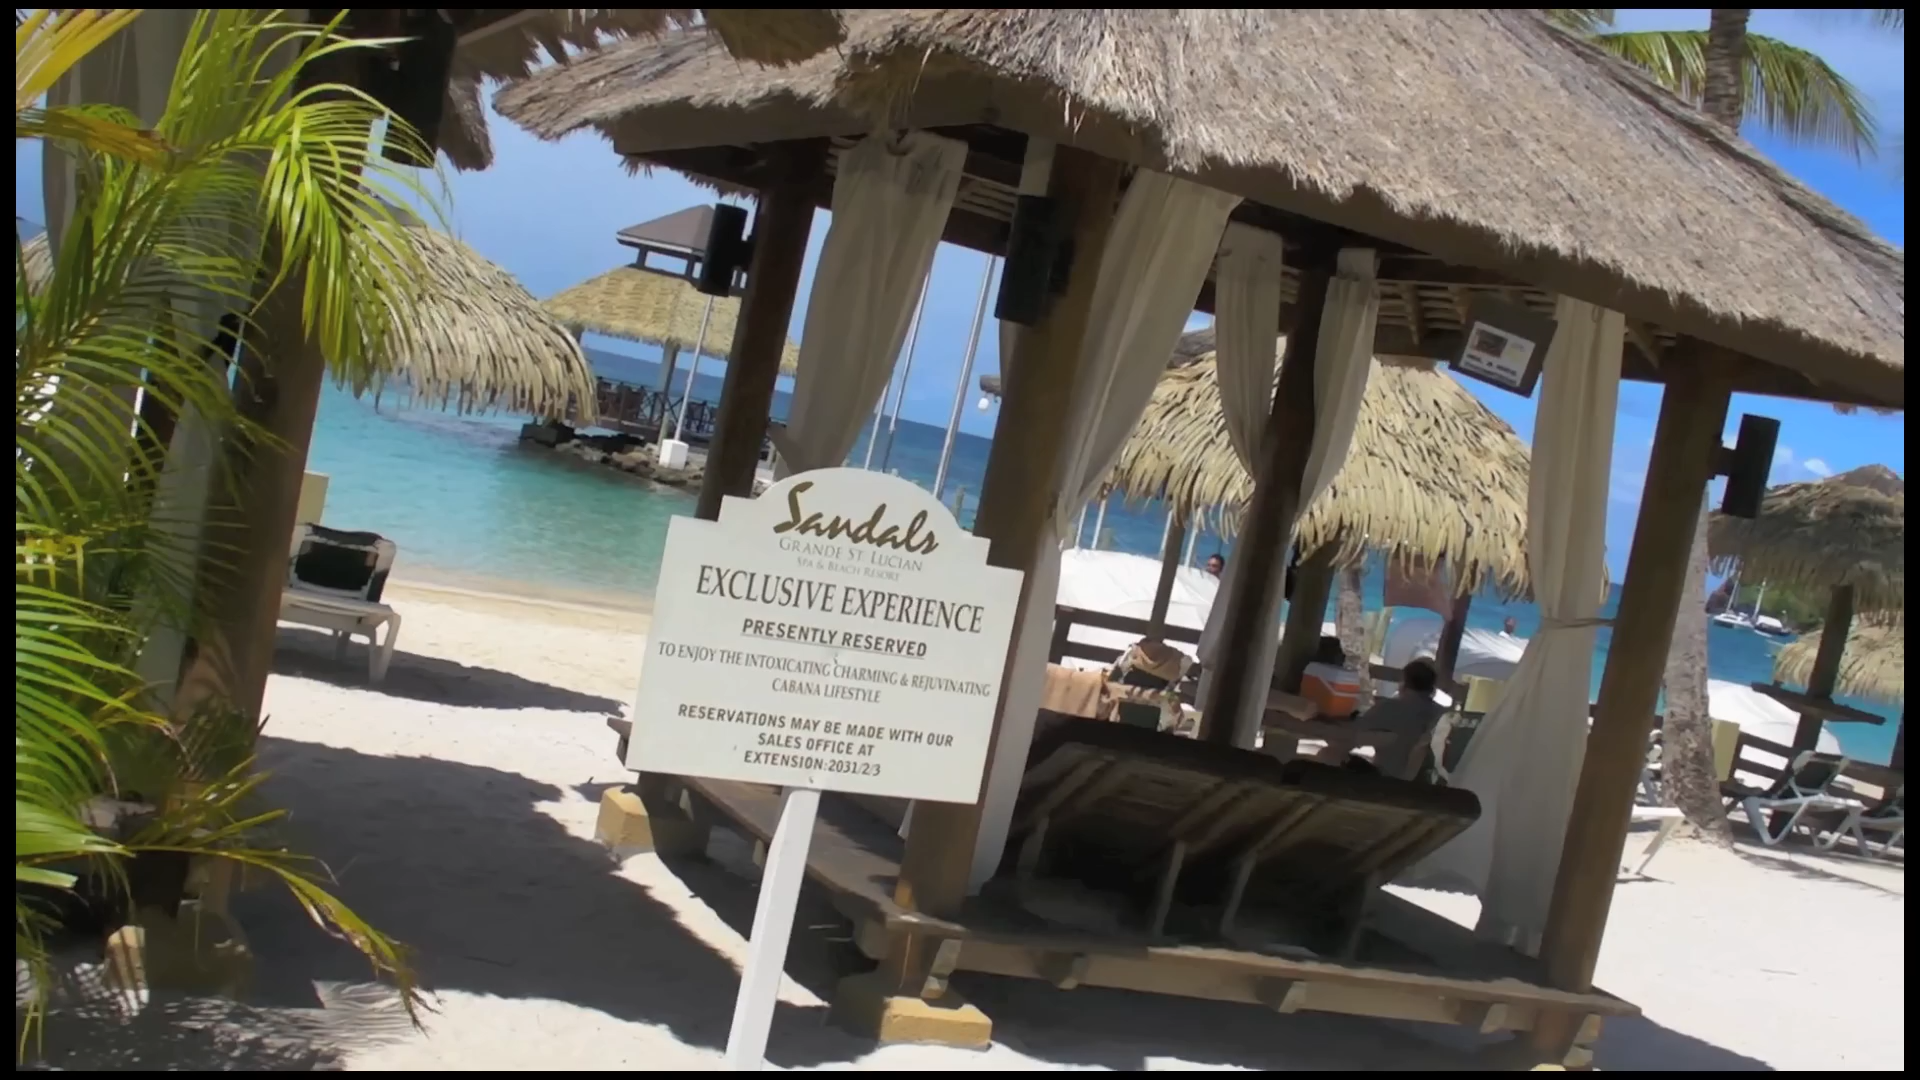 Sandals
GRANDE ST. LUCIAN
SPA & BEACH RESORT
EXCLUSIVE EXPERIENCE
PRESENTLY RESERVED
TO ENJOY THE INTOXICATING CHARMING & REJUVINATING
CABANA LIFESTYLE
RESERVATIONS MAY BE MADE WITH OUR
SALES OFFICE AT
EXTENSION:2031/2/3